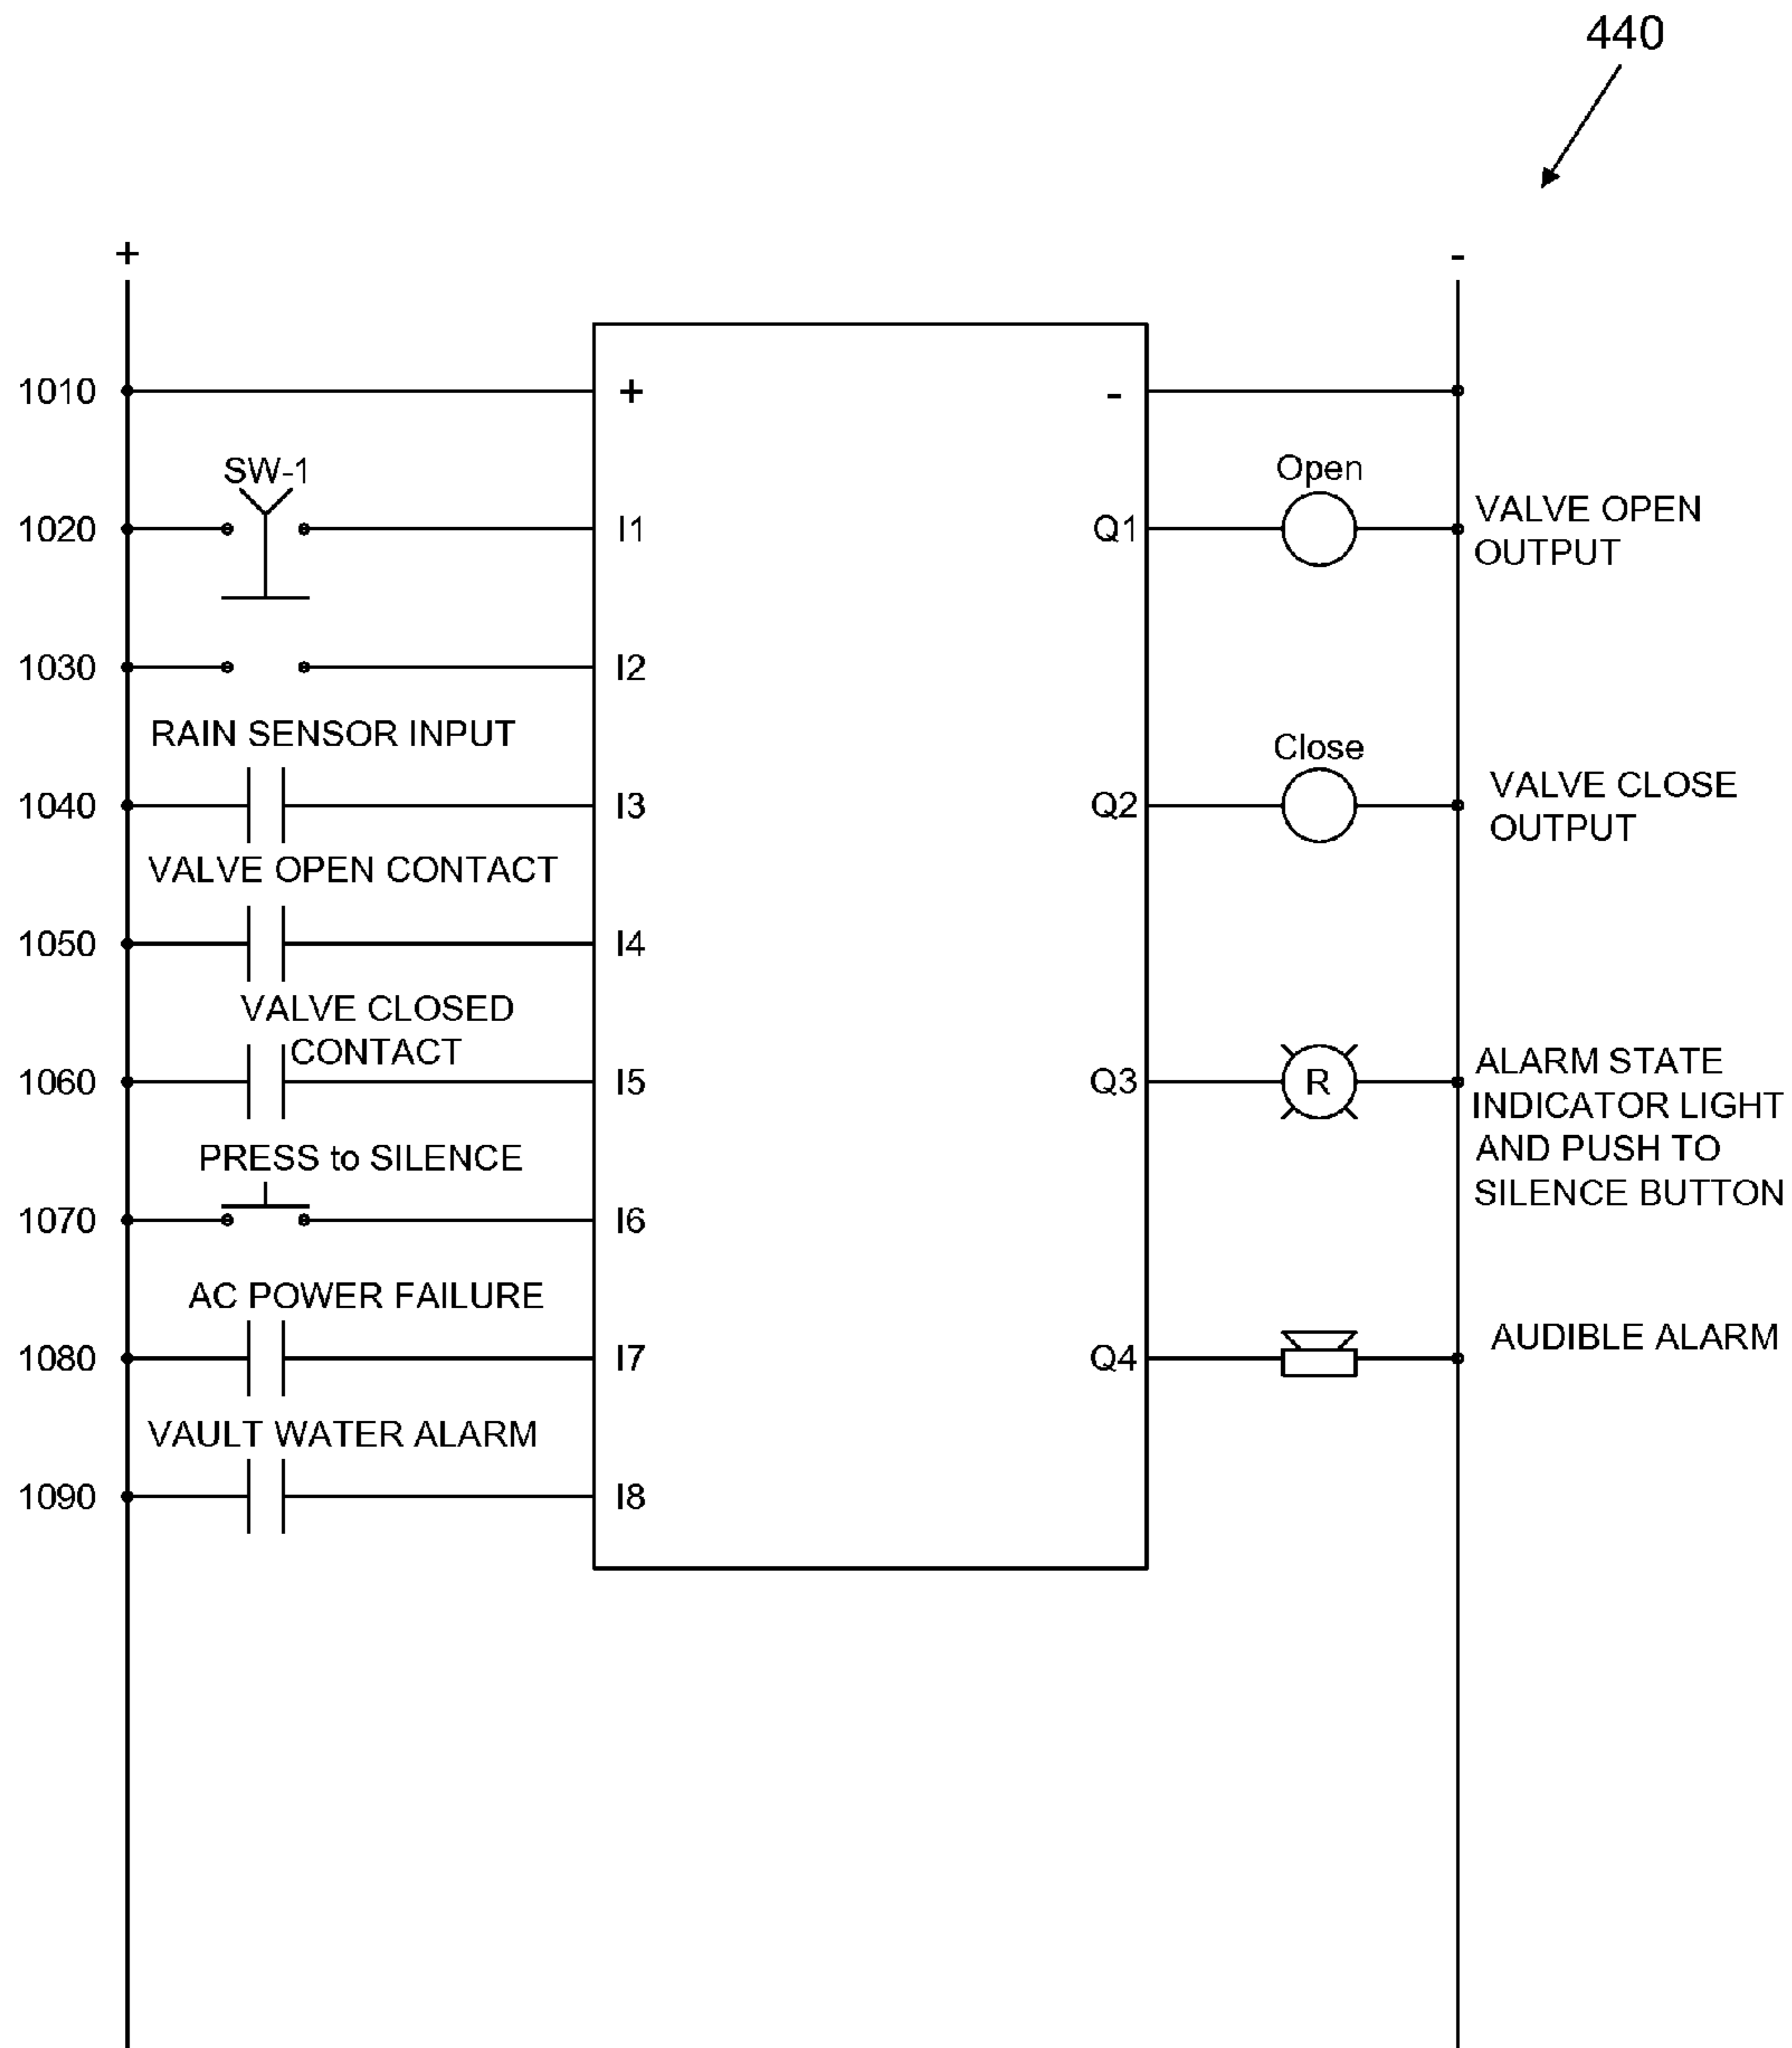 440
+ -
1010 + -
SW-1 Open
1020 I1 Q1 VALVE OPEN
OUTPUT
1030 I2
RAIN SENSOR INPUT Close
1040 I3 Q2 VALVE CLOSE
OUTPUT
VALVE OPEN CONTACT
1050 I4
VALVE CLOSED
CONTACT
1060 I5 Q3 R ALARM STATE
INDICATOR LIGHT
AND PUSH TO
SILENCE BUTTON
PRESS to SILENCE
1070 I6
AC POWER FAILURE
1080 I7 Q4 AUDIBLE ALARM
VAULT WATER ALARM
1090 I8